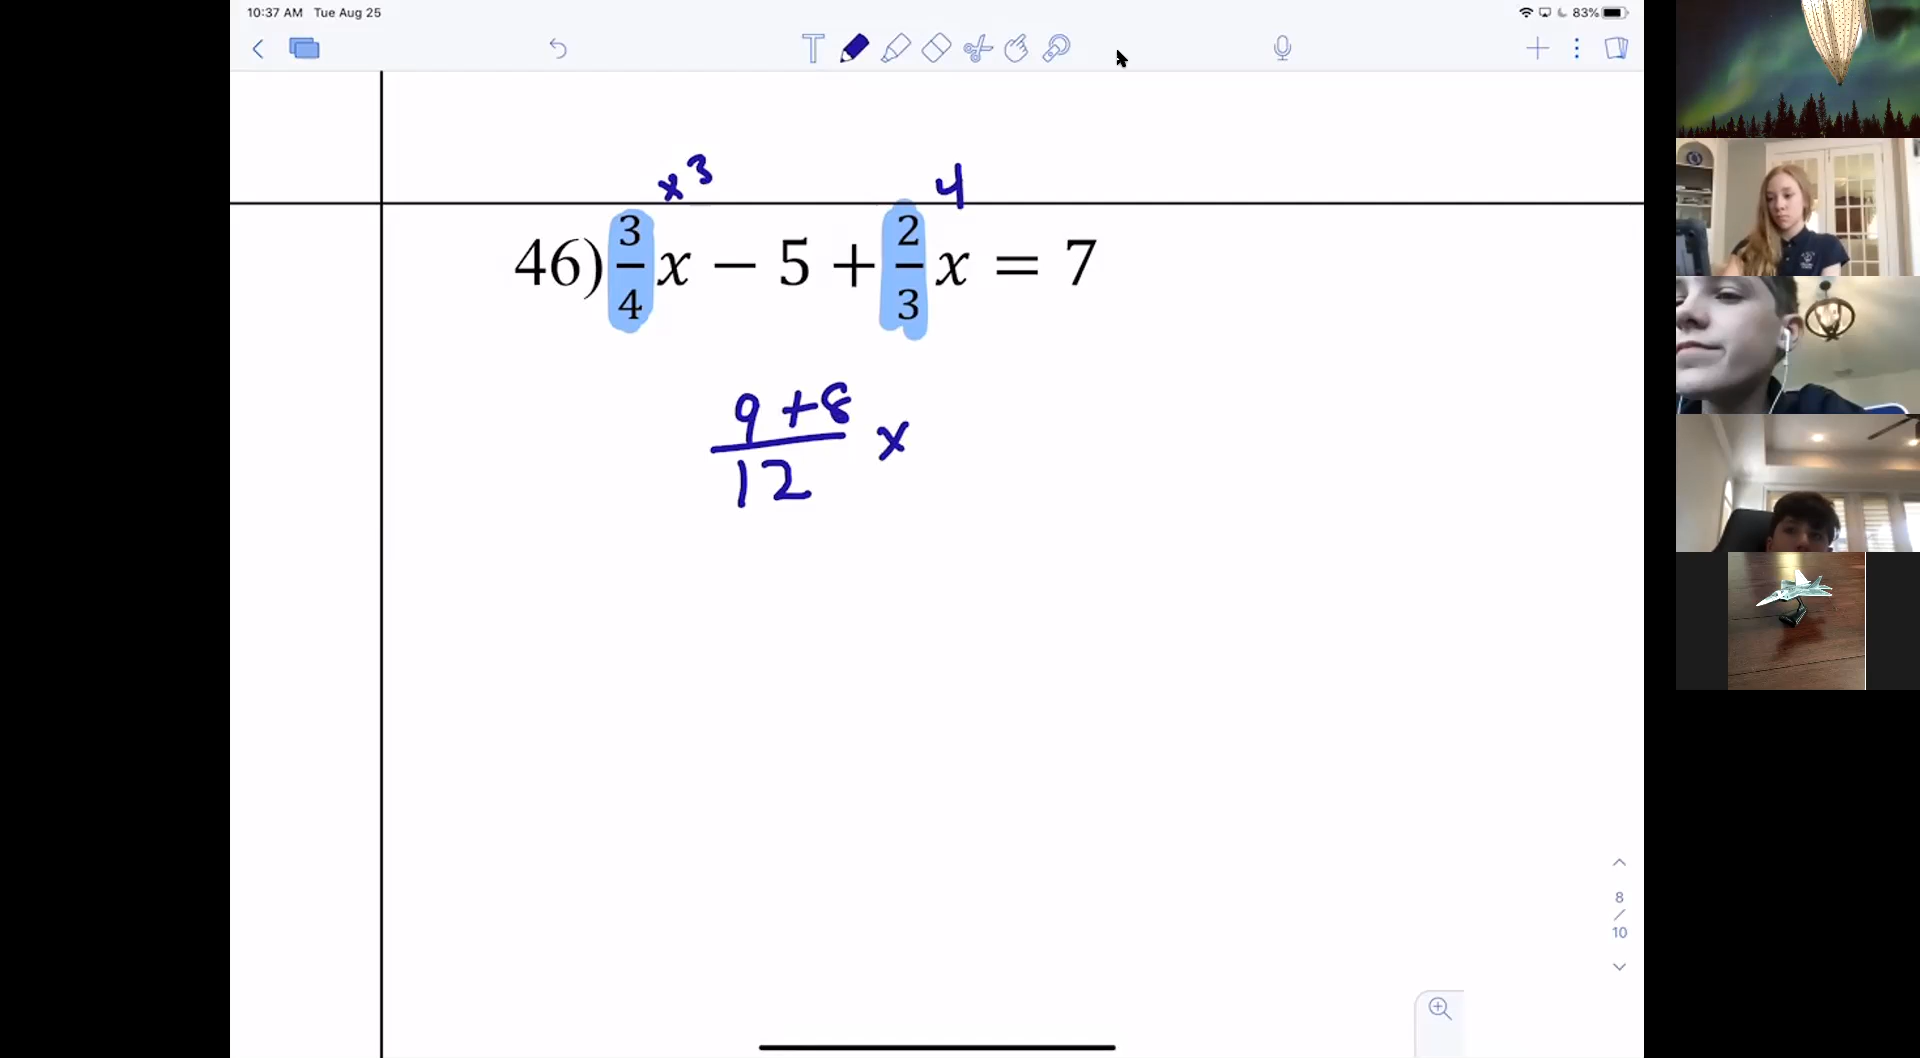 10:37 AM Tue Aug 25
83%
T
x3 4
46) 3/4 x − 5 + 2/3 x = 7
9 + 8
12 x
8
/
10